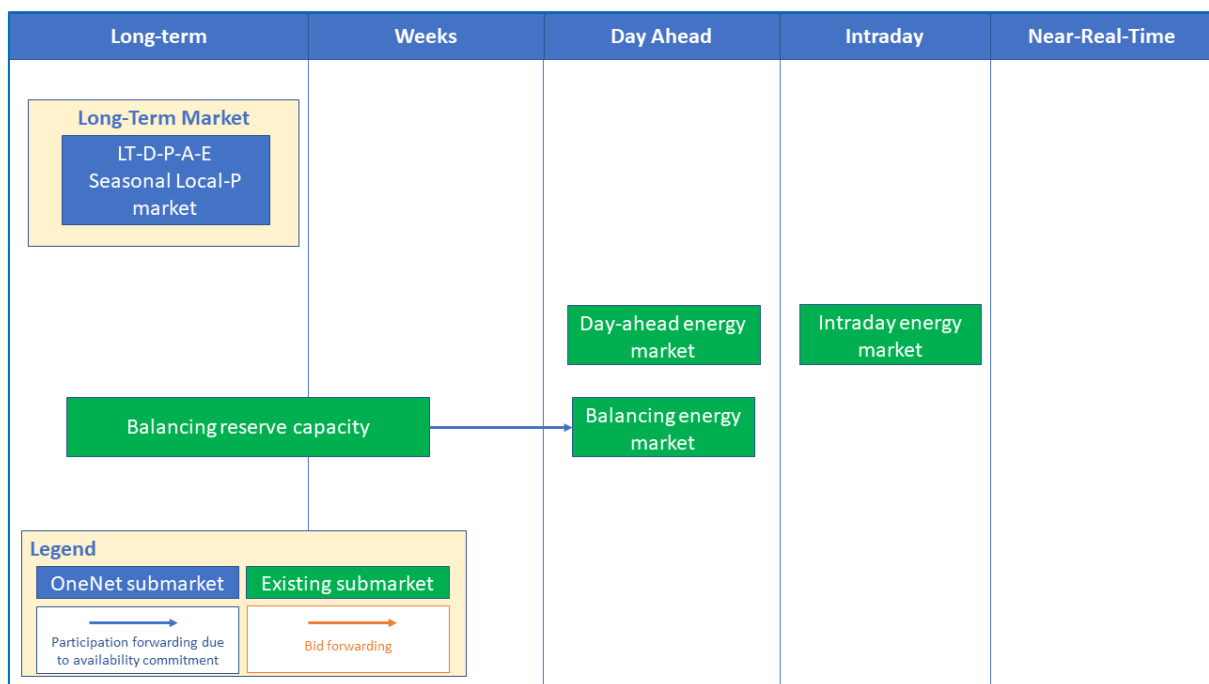 Long-term
Weeks
Day Ahead
Intraday
Near-Real-Time
Long-Term Market
LT-D-P-A-E
Seasonal Local-P
market
Day-ahead energy
market
Intraday energy
market
Balancing reserve capacity
Balancing energy
market
Legend
OneNet submarket
Existing submarket
Participation forwarding due
to availability commitment
Bid forwarding